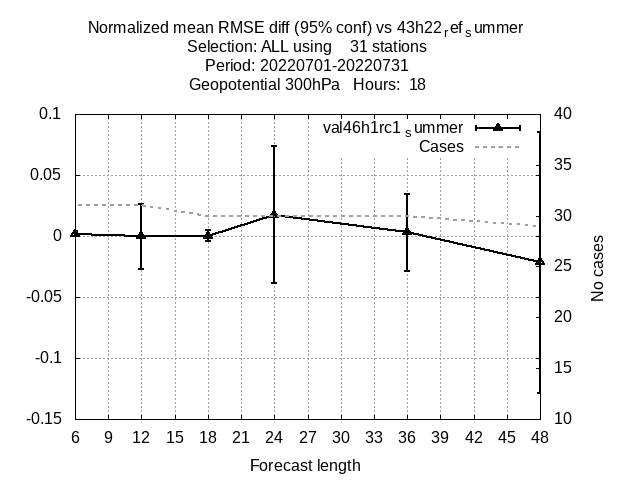 Normalized mean RMSE diff (95% conf) vs 43h22refsummer
Selection: ALL using    31 stations
Period: 20220701-20220731
Geopotential 300hPa   Hours:  18
val46h1rc1summer
Cases
0.1
0.05
0
-0.05
-0.1
-0.15
40
35
30
25
20
15
10
No cases
6 9 12 15 18 21 24 27 30 33 36 39 42 45 48
Forecast length